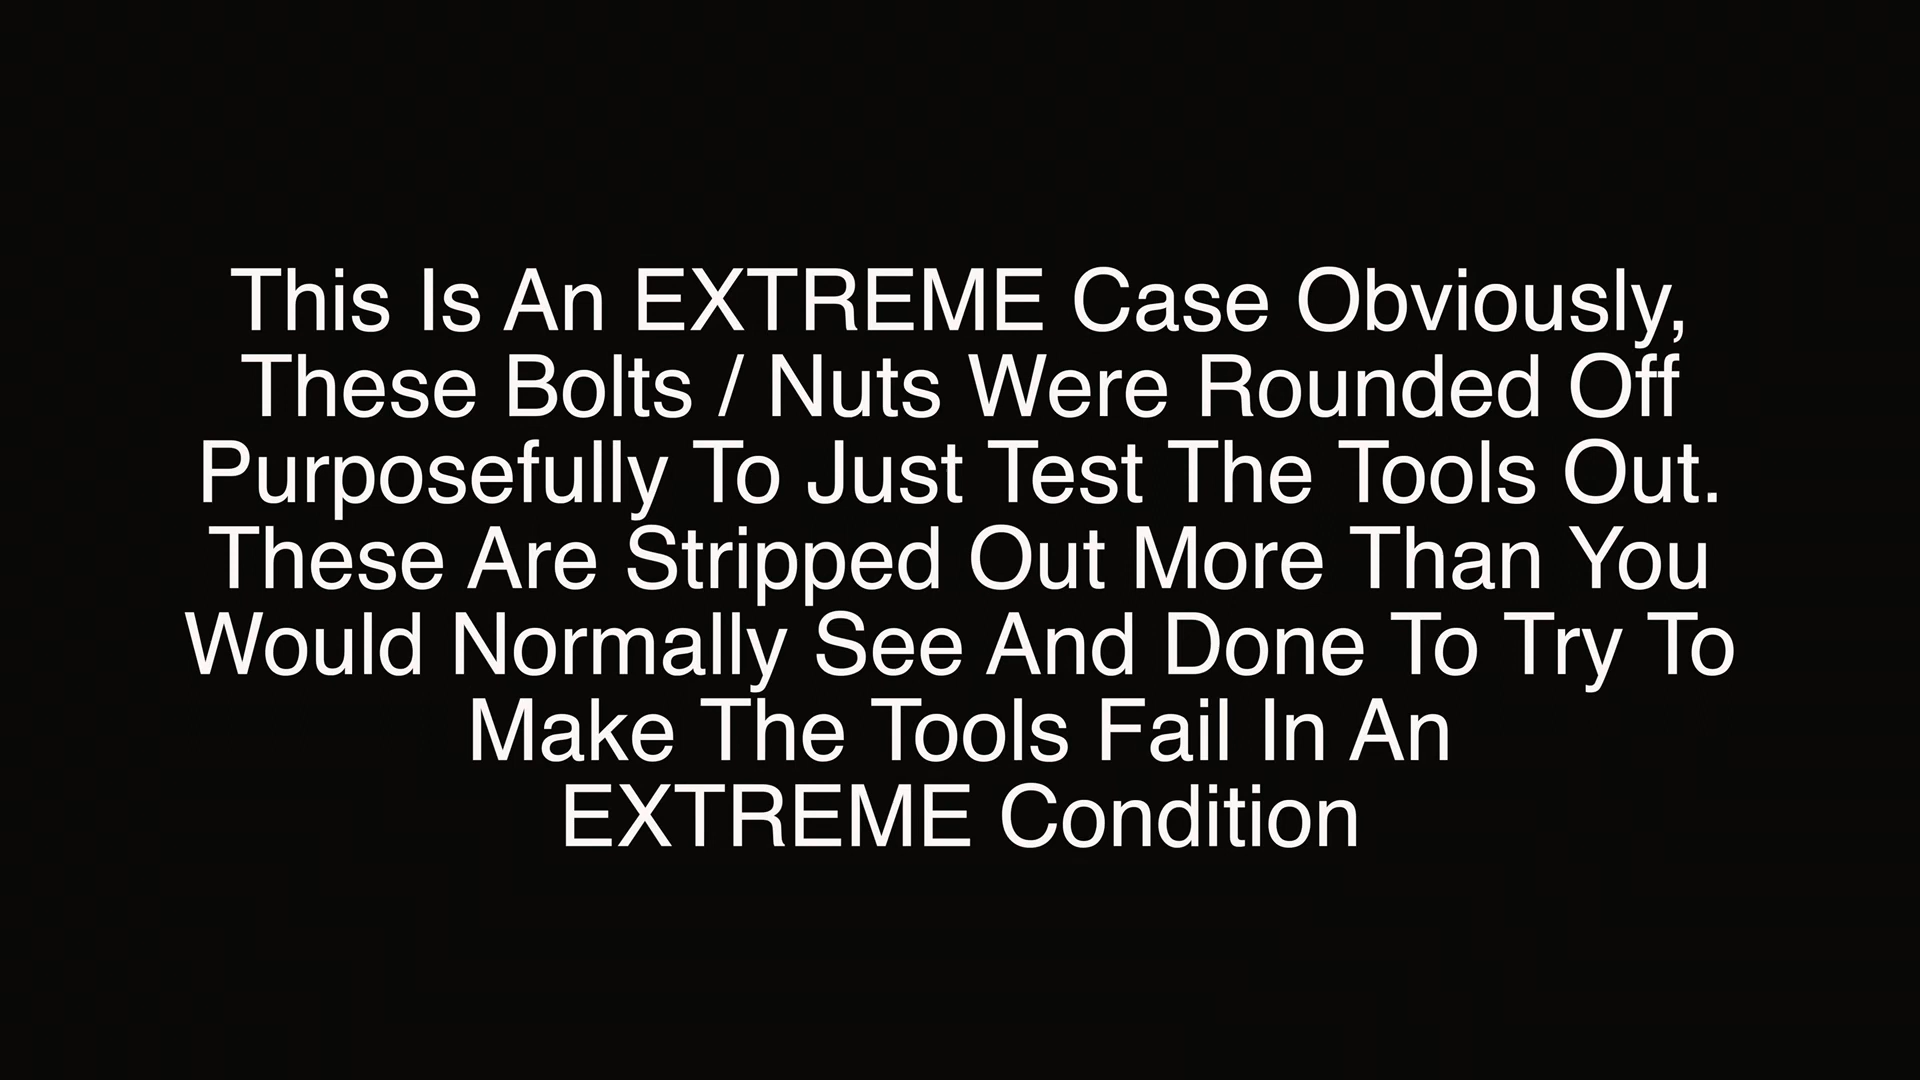 This Is An EXTREME Case Obviously,
These Bolts / Nuts Were Rounded Off
Purposefully To Just Test The Tools Out.
These Are Stripped Out More Than You
Would Normally See And Done To Try To
Make The Tools Fail In An
EXTREME Condition